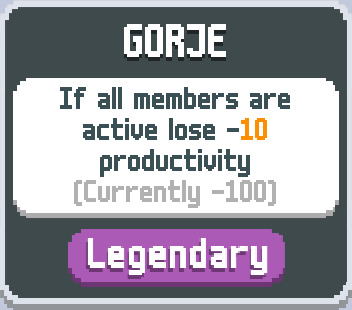 GORJE
If all members are
active lose -10
productivity
(Currently -100)
Legendary